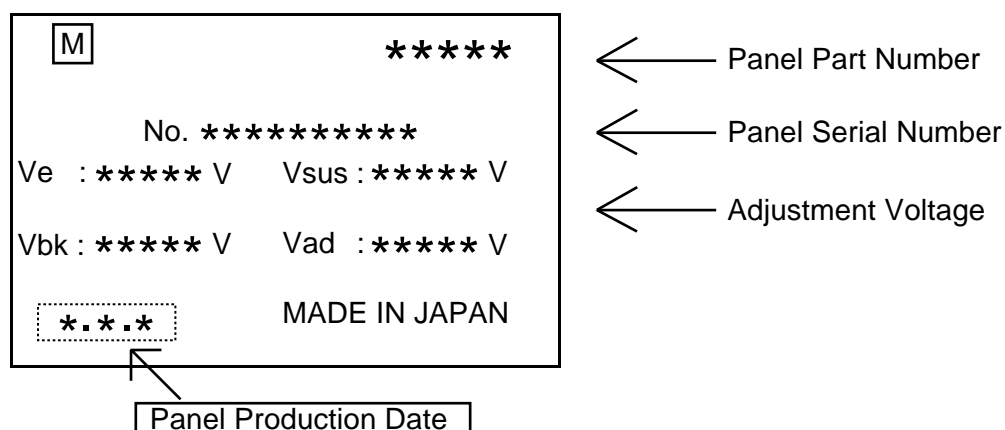 M
*****
Panel Part Number
No. **********
Panel Serial Number
Ve : ***** V Vsus : ***** V
Adjustment Voltage
Vbk : ***** V Vad : ***** V
*.*.*
MADE IN JAPAN
Panel Production Date